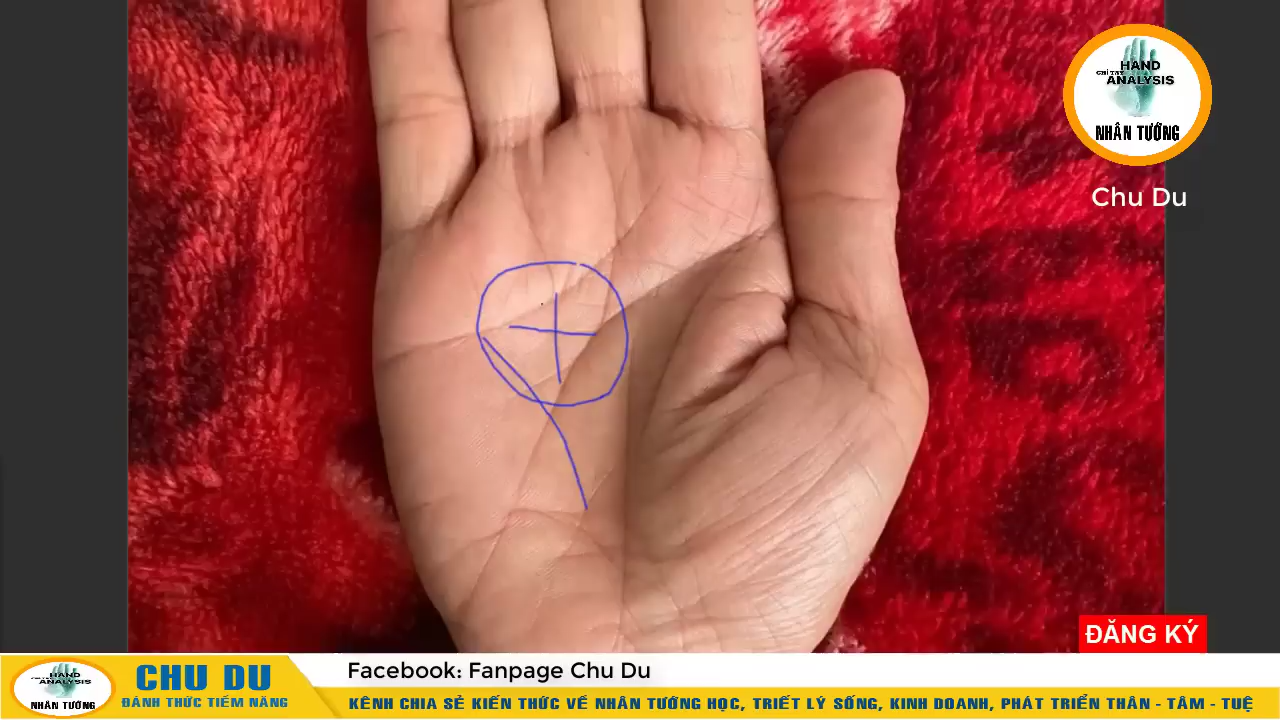 HAND
CHỈ TAY
ANALYSIS
NHÂN TƯỚNG
Chu Du
ĐĂNG KÝ
HAND
ANALYSIS
NHÂN TƯỚNG
CHU DU
ĐÁNH THỨC TIỀM NĂNG
Facebook: Fanpage Chu Du
KÊNH CHIA SẺ KIẾN THỨC VỀ NHÂN TƯỚNG HỌC, TRIẾT LÝ SỐNG, KINH DOANH, PHÁT TRIỂN THÂN - TÂM - TUỆ